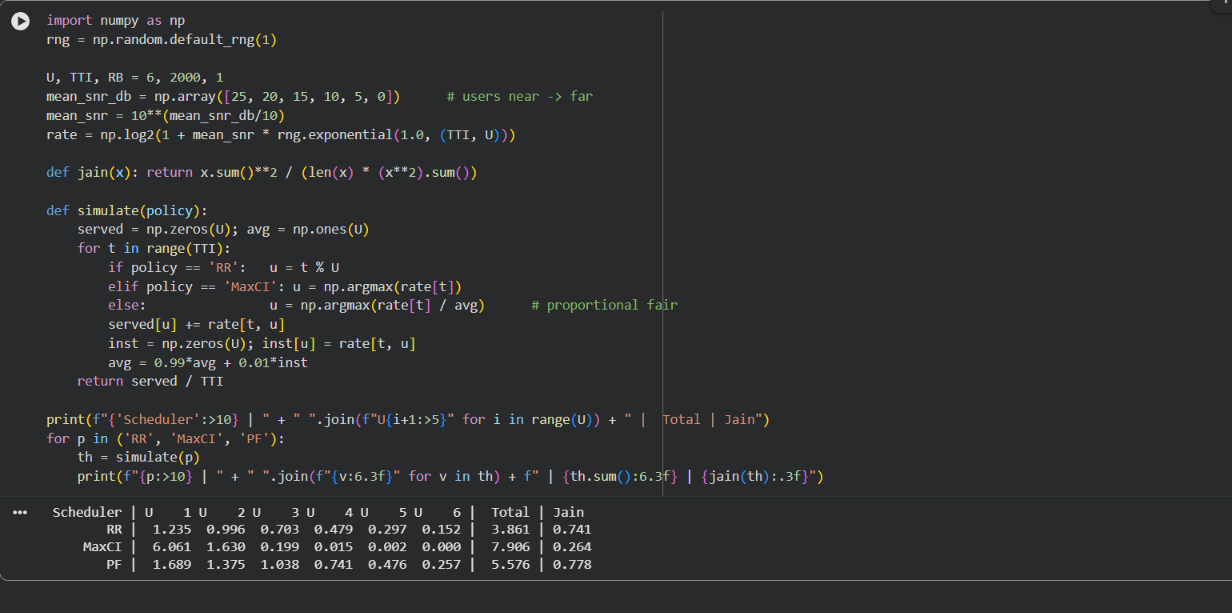 import numpy as np
rng = np.random.default_rng(1)

U, TTI, RB = 6, 2000, 1
mean_snr_db = np.array([25, 20, 15, 10, 5, 0])      # users near -> far
mean_snr = 10**(mean_snr_db/10)
rate = np.log2(1 + mean_snr * rng.exponential(1.0, (TTI, U)))

def jain(x): return x.sum()**2 / (len(x) * (x**2).sum())

def simulate(policy):
    served = np.zeros(U); avg = np.ones(U)
    for t in range(TTI):
        if policy == 'RR':   u = t % U
        elif policy == 'MaxCI': u = np.argmax(rate[t])
        else:                u = np.argmax(rate[t] / avg)      # proportional fair
        served[u] += rate[t, u]
        inst = np.zeros(U); inst[u] = rate[t, u]
        avg = 0.99*avg + 0.01*inst
    return served / TTI

print(f"{'Scheduler':>10} | " + " ".join(f"U{i+1:>5}" for i in range(U)) + " |  Total | Jain")
for p in ('RR', 'MaxCI', 'PF'):
    th = simulate(p)
    print(f"{p:>10} | " + " ".join(f"{v:6.3f}" for v in th) + f" | {th.sum():6.3f} | {jain(th):.3f}")

 Scheduler | U    1 U    2 U    3 U    4 U    5 U    6 |  Total | Jain
        RR |  1.235  0.996  0.703  0.479  0.297  0.152 |  3.861 | 0.741
     MaxCI |  6.061  1.630  0.199  0.015  0.002  0.000 |  7.906 | 0.264
        PF |  1.689  1.375  1.038  0.741  0.476  0.257 |  5.576 | 0.778